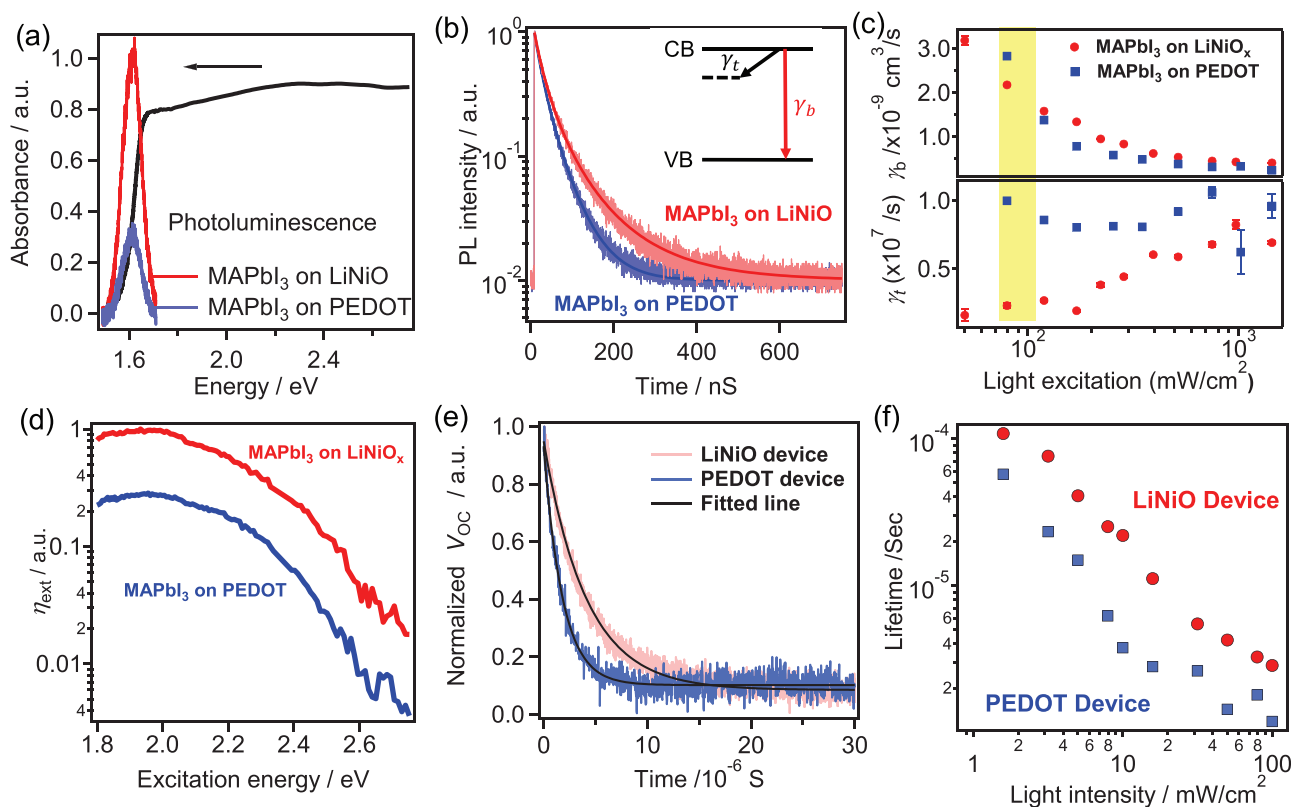 (a)
1.0
0.8
0.6
0.4
0.2
0.0
Absorbance / a.u.
Photoluminescence
MAPbI3 on LiNiO
MAPbI3 on PEDOT
1.6
2.0
2.4
Energy / eV
(b)
10^0
10^-1
10^-2
PL intensity / a.u.
CB
γt
γb
VB
MAPbI3 on LiNiO
MAPbI3 on PEDOT
0
200
400
600
Time / nS
(c)
3.0
2.0
1.0
γb /x10^-9 cm^3/s
MAPbI3 on LiNiOx
MAPbI3 on PEDOT
1.0
0.5
γt (x10^7 /s)
10^2
10^3
Light excitation (mW/cm^2)
(d)
1
4
2
0.1
4
2
0.01
4
ηext / a.u.
MAPbI3 on LiNiOx
MAPbI3 on PEDOT
1.8
2.0
2.2
2.4
2.6
Excitation energy / eV
(e)
1.0
0.8
0.6
0.4
0.2
0.0
Normalized VOC / a.u.
LiNiO device
PEDOT device
Fitted line
0
10
20
30
Time /10^-6 S
(f)
10^-4
6
4
2
10^-5
6
4
2
Lifetime /Sec
LiNiO Device
PEDOT Device
1
2
4
6
8
10
2
4
6
8
100
Light intensity / mW/cm^2